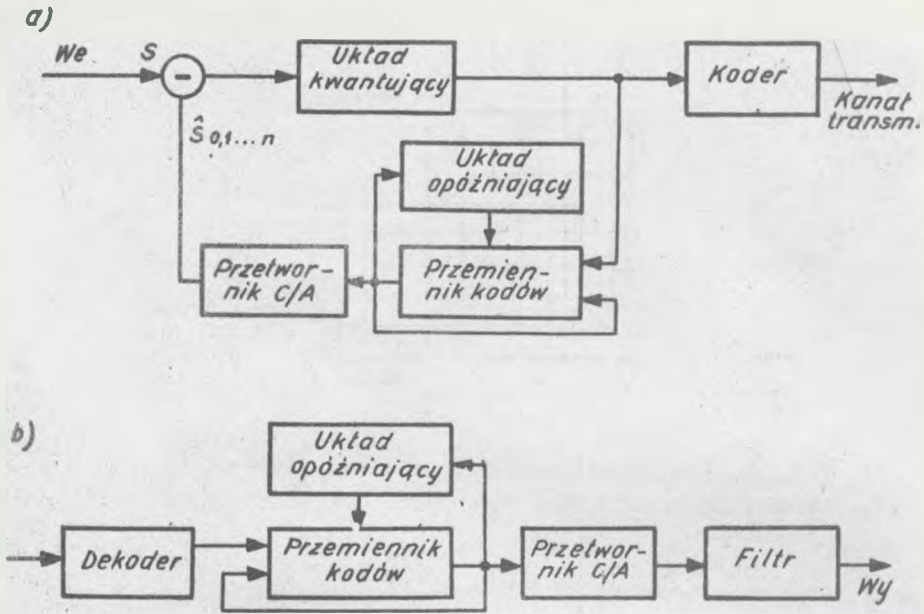 a)
We
S
-
Układ
kwantujący
Koder
Kanał
transm.
Ŝ 0,1...n
Układ
opóźniający
Przetwor-
nik C/A
Przemien-
nik kodów
b)
Układ
opóźniający
Dekoder
Przemiennik
kodów
Przetwor-
nik C/A
Filtr
Wy